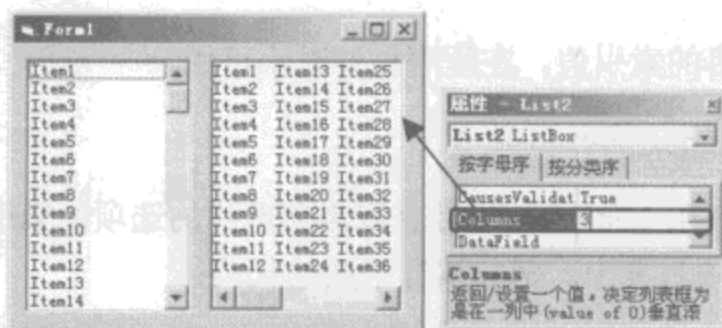 Form1
Item1
Item2
Item3
Item4
Item5
Item6
Item7
Item8
Item9
Item10
Item11
Item12
Item13
Item14
Item1 Item13 Item25
Item2 Item14 Item26
Item3 Item15 Item27
Item4 Item16 Item28
Item5 Item17 Item29
Item6 Item18 Item30
Item7 Item19 Item31
Item8 Item20 Item32
Item9 Item21 Item33
Item10 Item22 Item34
Item11 Item23 Item35
Item12 Item24 Item36
属性 - List2
List2 ListBox
按字母序 按分类序
CausesValidat True
Columns 3
DataField
Columns
返回/设置一个值，决定列表框为
是在一列中(value of 0)垂直滚